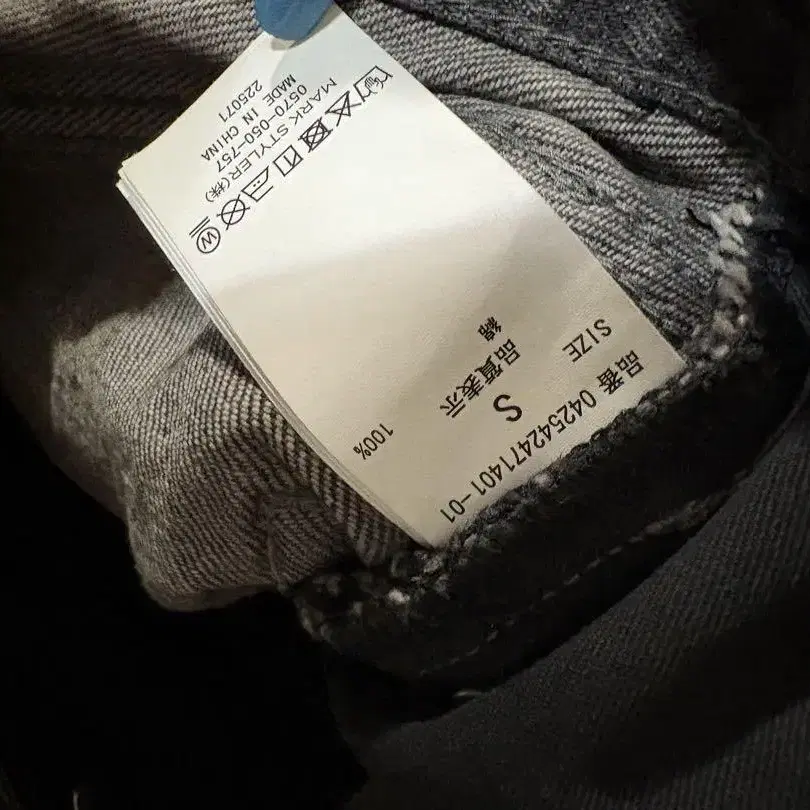 品番 042542471401-01
SIZE S
品質表示
綿 100%
MARK STYLER(株)
0570-050-757
MADE IN CHINA
225071